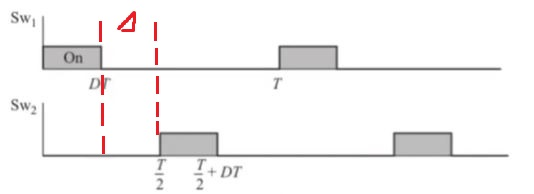 Sw₁
Δ
On
DT
T
Sw₂
T/2
T/2 + DT